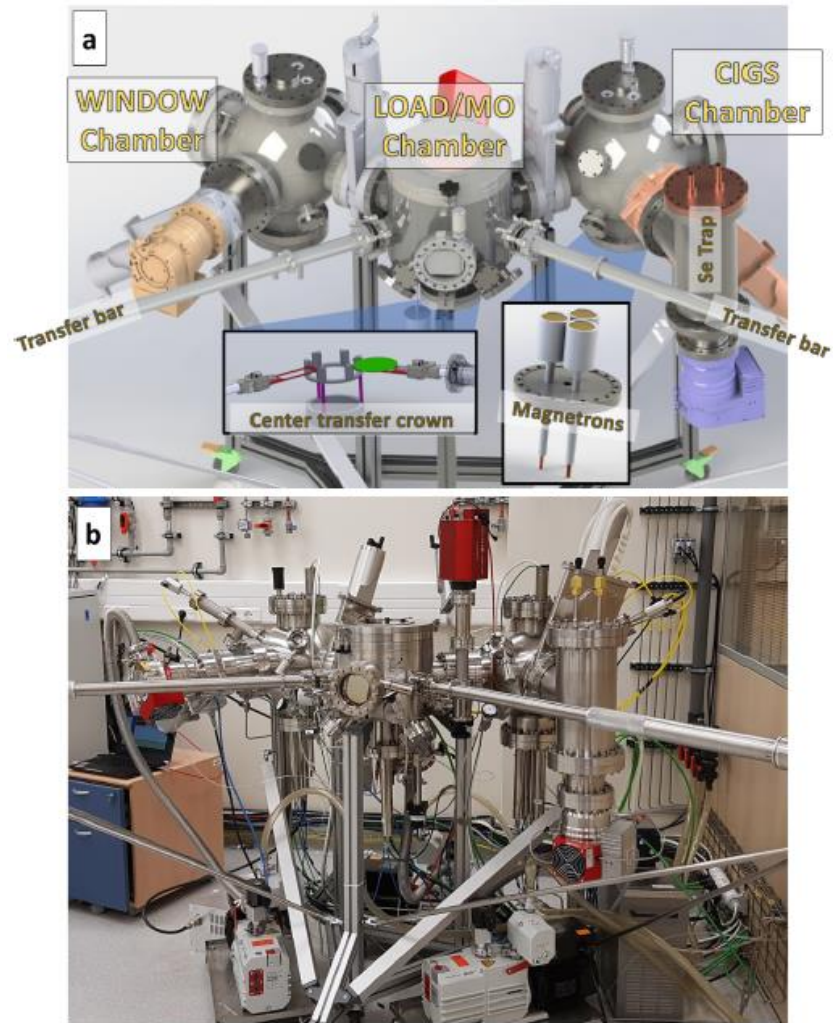 a
WINDOW
Chamber
LOAD/MO
Chamber
CIGS
Chamber
Se Trap
Transfer bar
Transfer bar
Center transfer crown
Magnetrons
b